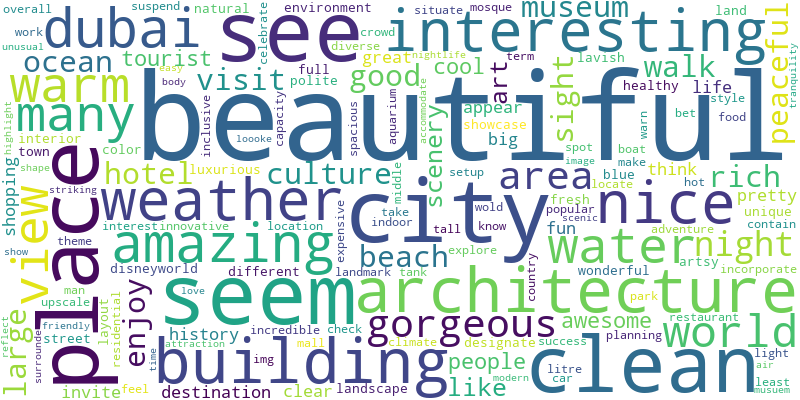 overall suspend natural environment situate mosque crowd land
work dubai see celebrate diverse interesting museum
unusual ocean tourist polite great nightlife lavish
warm visit full good easy cool term art sight walk peaceful tranquility
many body healthy life style
highlight interior inclusive capacity beautiful spacious aquarium accommodate appear showcase bet food
town color loooke big spot boat warn
shopping shape hotel luxurious culture middle setup scenery image make blue think
striking place weather city area locate hot rich pretty
view take wold fresh nice unique
show theme interest innovative location expensive indoor tall know popular scenic fun contain
amazing beach explore water adventure night
disneyworld different landmark tank country wonderful artsy incorporate
man love seem architecture park
large upscale layout residential gorgeous awesome restaurant world
reflect friendly street enjoy history incredible check designate success planning
surrounde time attraction building img mall climate people clean light air
invite feel destination clear landscape modern like litre car least musuem